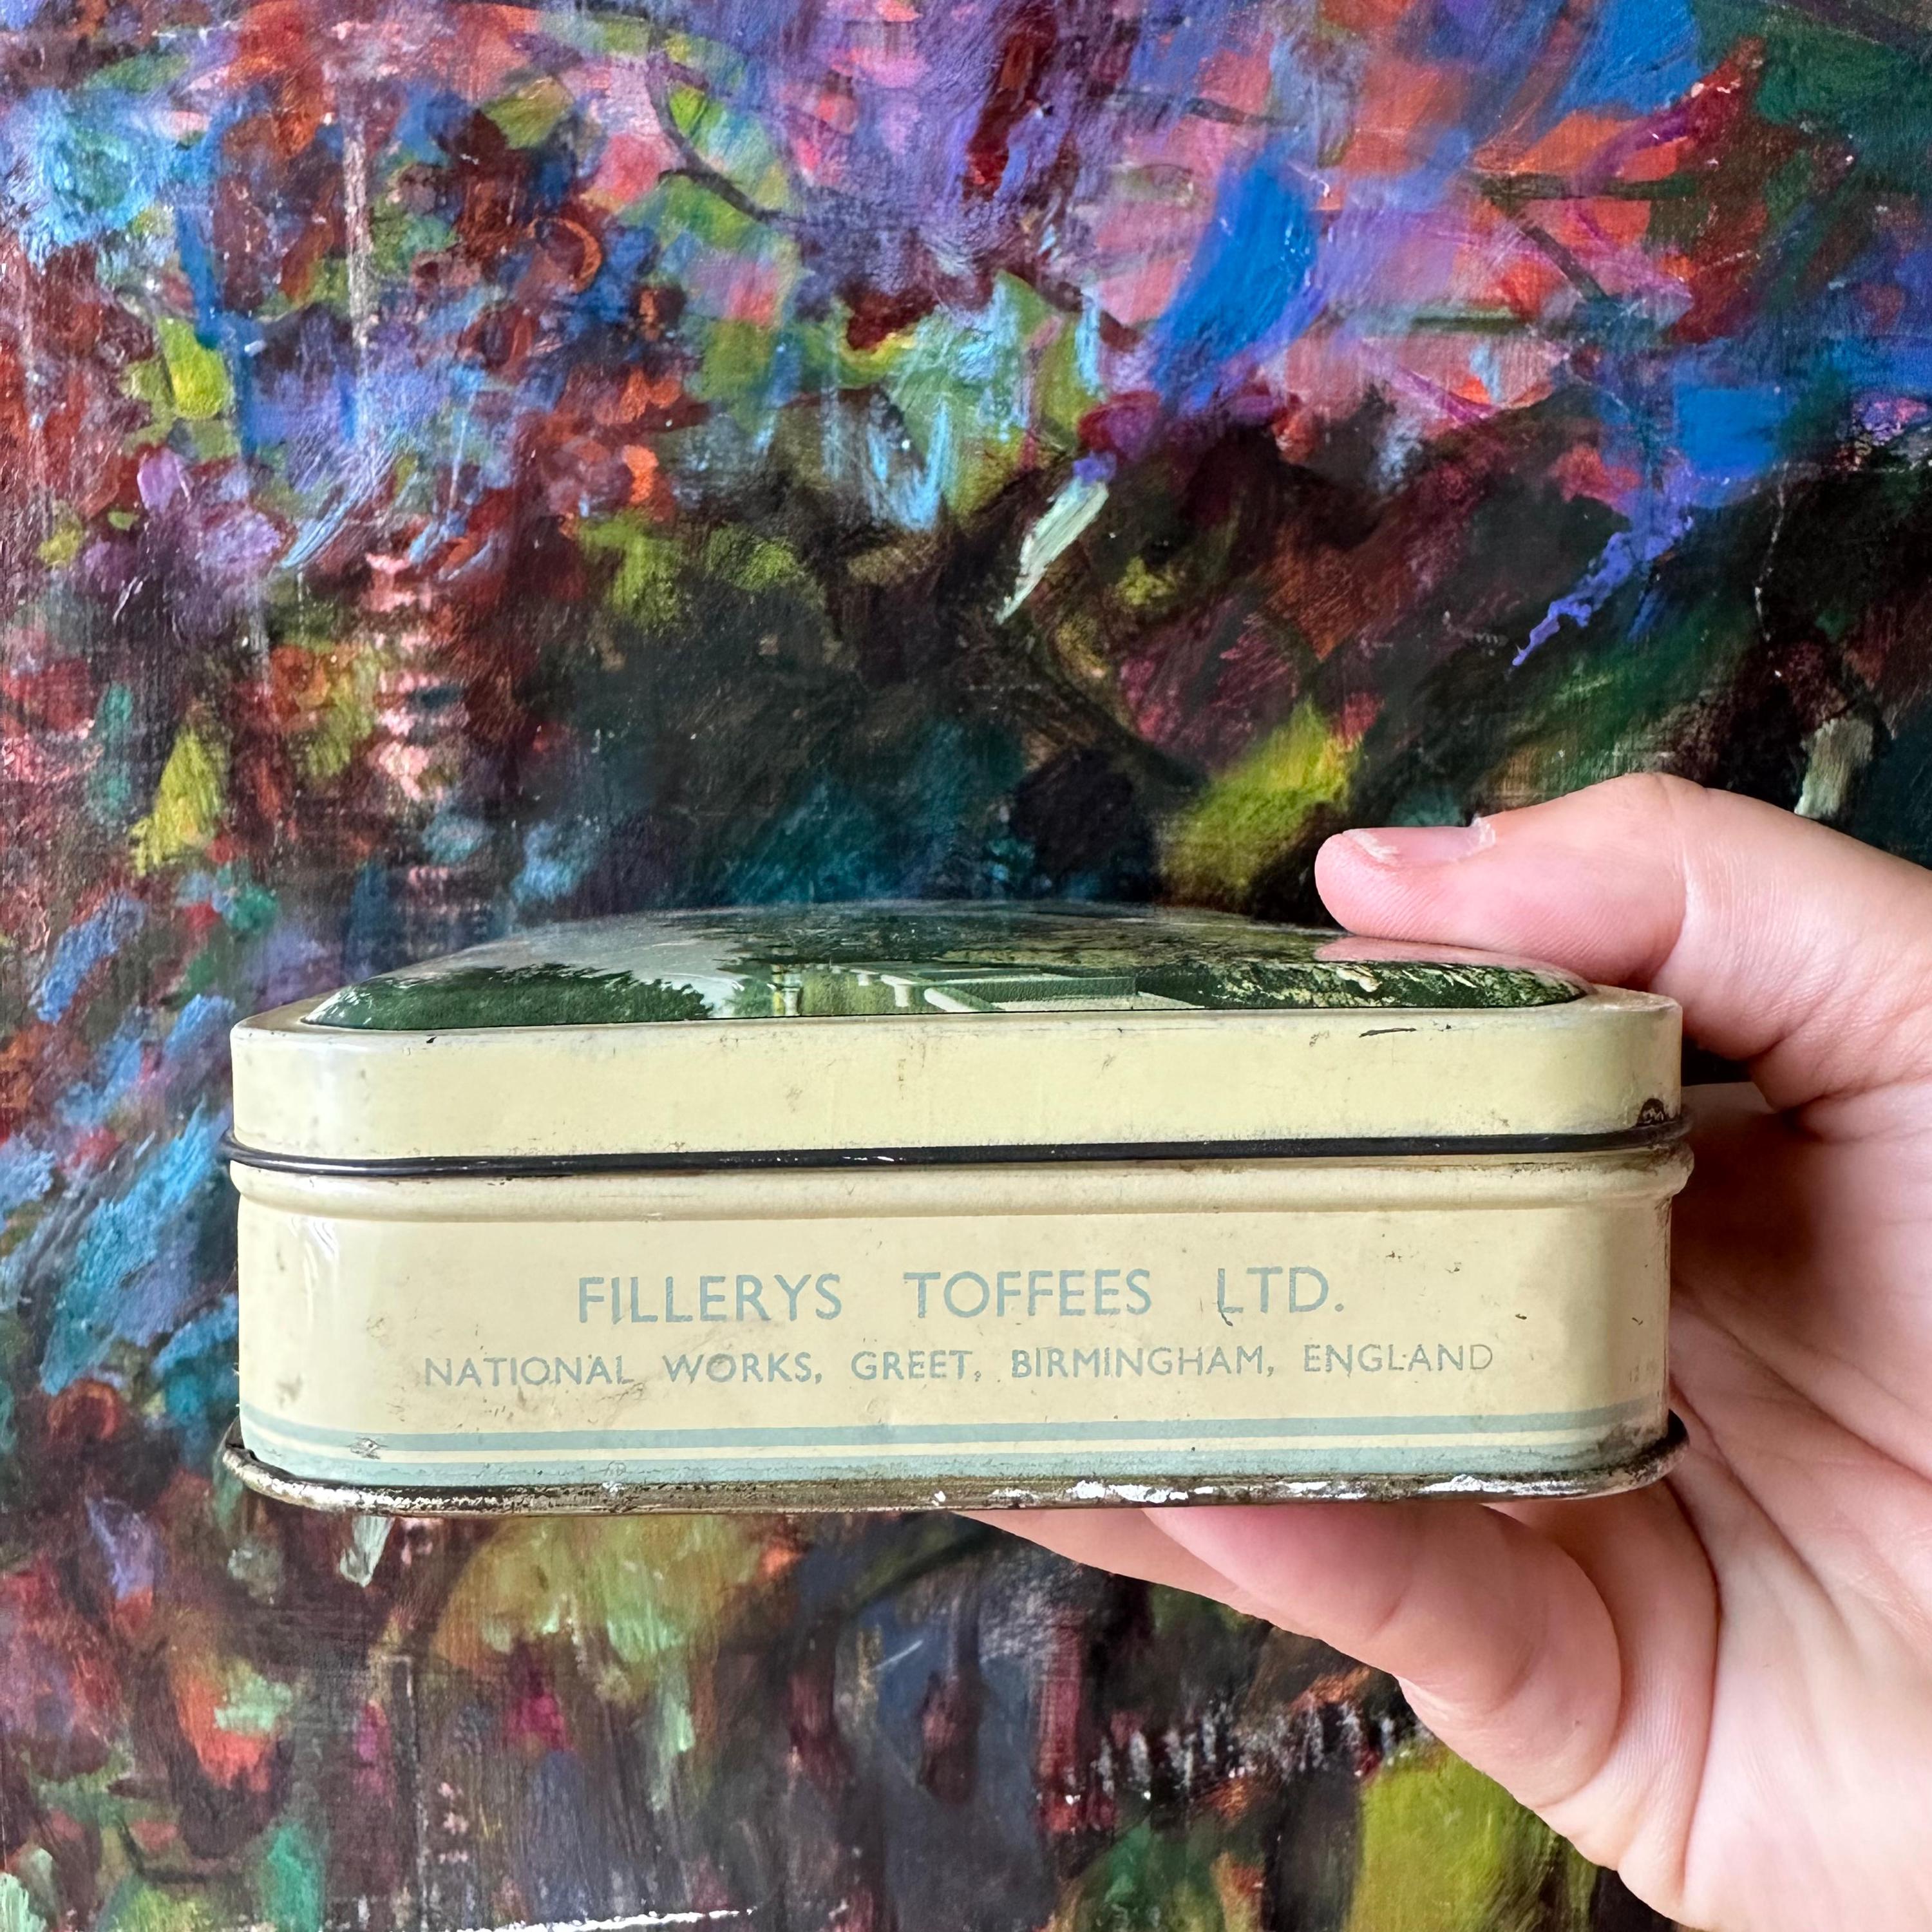 FILLERYS TOFFEES LTD.
NATIONAL WORKS, GREET, BIRMINGHAM, ENGLAND